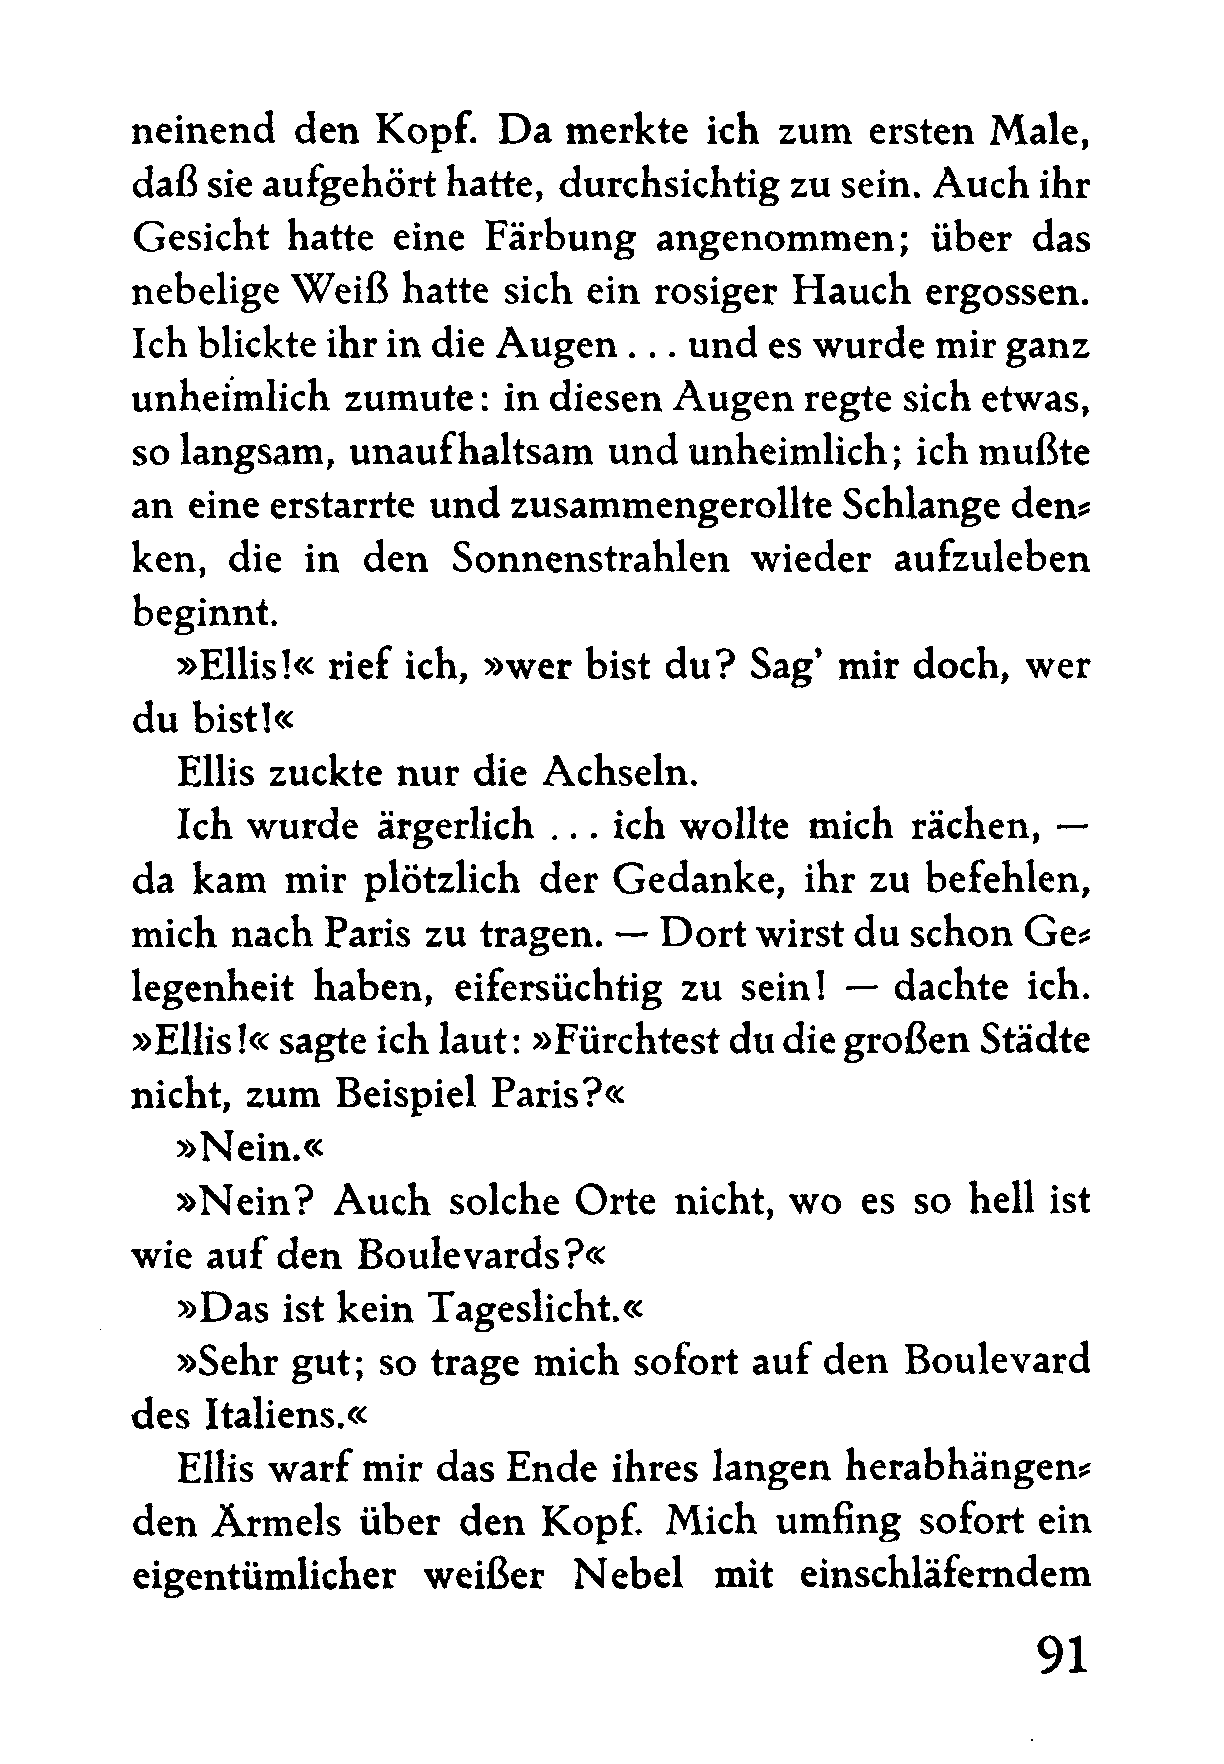 neinend den Kopf. Da merkte ich zum ersten Male,
daß sie aufgehört hatte, durchsichtig zu sein. Auch ihr
Gesicht hatte eine Färbung angenommen; über das
nebelige Weiß hatte sich ein rosiger Hauch ergossen.
Ich blickte ihr in die Augen . . . und es wurde mir ganz
unheimlich zumute: in diesen Augen regte sich etwas,
so langsam, unaufhaltsam und unheimlich; ich mußte
an eine erstarrte und zusammengerollte Schlange den⸗
ken, die in den Sonnenstrahlen wieder aufzuleben
beginnt.
»Ellis!« rief ich, »wer bist du? Sag’ mir doch, wer
du bist!«
Ellis zuckte nur die Achseln.
Ich wurde ärgerlich . . . ich wollte mich rächen, —
da kam mir plötzlich der Gedanke, ihr zu befehlen,
mich nach Paris zu tragen. — Dort wirst du schon Ge⸗
legenheit haben, eifersüchtig zu sein! — dachte ich.
»Ellis!« sagte ich laut: »Fürchtest du die großen Städte
nicht, zum Beispiel Paris?«
»Nein.«
»Nein? Auch solche Orte nicht, wo es so hell ist
wie auf den Boulevards?«
»Das ist kein Tageslicht.«
»Sehr gut; so trage mich sofort auf den Boulevard
des Italiens.«
Ellis warf mir das Ende ihres langen herabhängen⸗
den Ärmels über den Kopf. Mich umfing sofort ein
eigentümlicher weißer Nebel mit einschläferndem
91